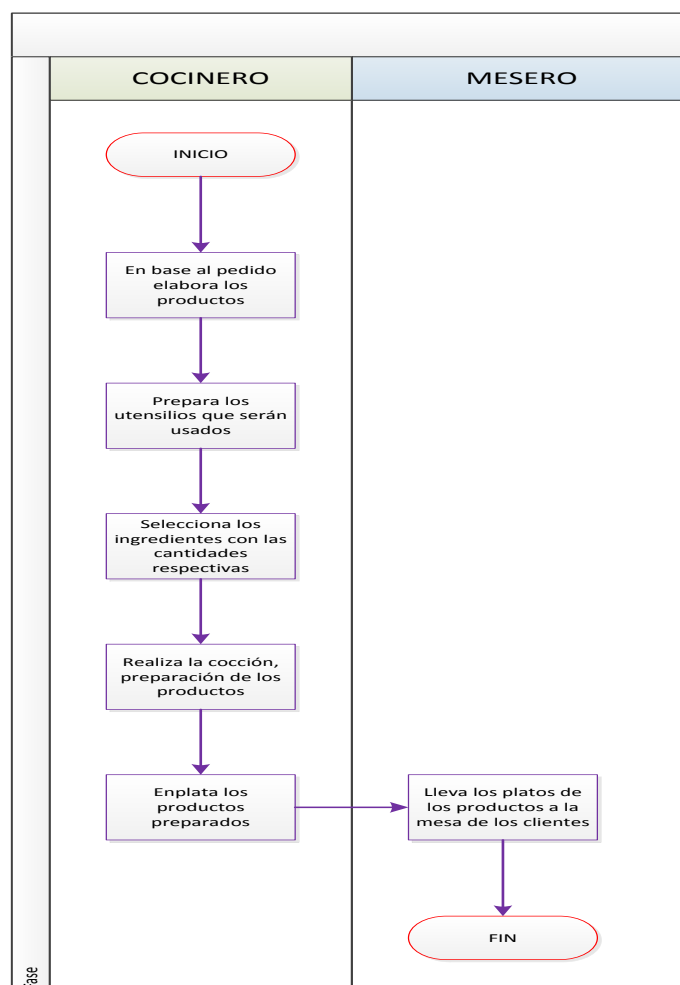 COCINERO
MESERO
INICIO
En base al pedido
elabora los
productos
Prepara los
utensilios que serán
usados
Selecciona los
ingredientes con las
cantidades
respectivas
Realiza la cocción,
preparación de los
productos
Enplata los
productos
preparados
Lleva los platos de
los productos a la
mesa de los clientes
FIN
Fase